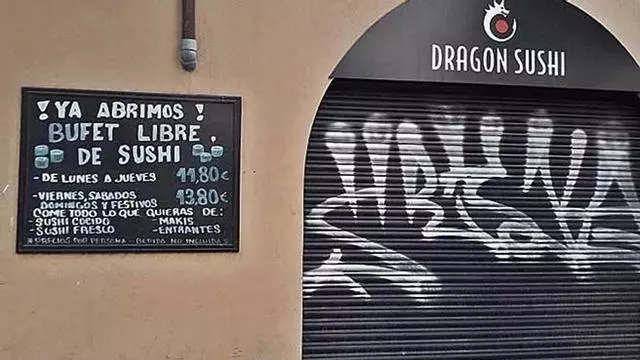 ¡YA ABRIMOS!
BUFET LIBRE,
DE SUSHI
- DE LUNES A JUEVES 11,80€
- VIERNES, SABADOS
DOMINGOS Y FESTIVOS 13,80€
COME TODO LO QUE QUIERAS DE:
- SUSHI COCIDO - MAKIS
- SUSHI FRESCO - ENTRANTES
*PRECIOS POR PERSONA - BEBIDA NO INCLUIDA*
DRAGON SUSHI